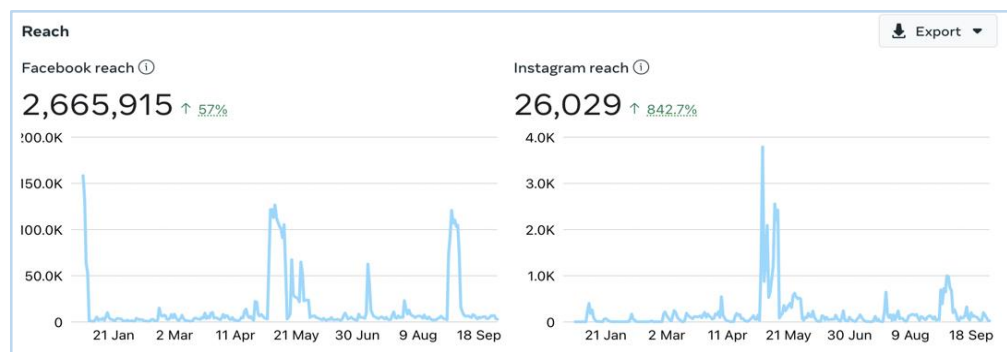 Reach
Export
Facebook reach
2,665,915 ↑ 57%
200.0K
150.0K
100.0K
50.0K
0
21 Jan 2 Mar 11 Apr 21 May 30 Jun 9 Aug 18 Sep
Instagram reach
26,029 ↑ 842.7%
4.0K
3.0K
2.0K
1.0K
0
21 Jan 2 Mar 11 Apr 21 May 30 Jun 9 Aug 18 Sep